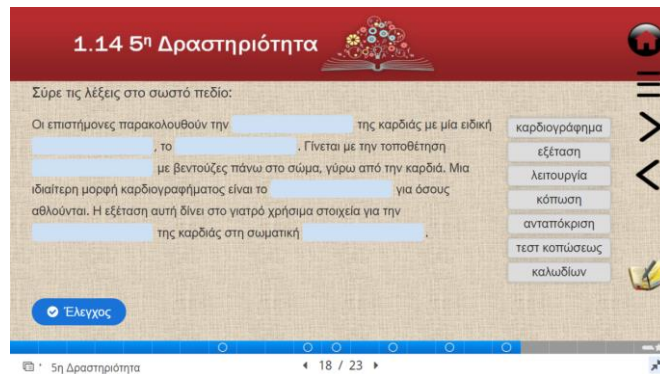 1.14 5η Δραστηριότητα
Σύρε τις λέξεις στο σωστό πεδίο:
Οι επιστήμονες παρακολουθούν την της καρδιάς με μία ειδική
, το . Γίνεται με την τοποθέτηση
με βεντούζες πάνω στο σώμα, γύρω από την καρδιά. Μια
ιδιαίτερη μορφή καρδιογραφήματος είναι το για όσους
αθλούνται. Η εξέταση αυτή δίνει στο γιατρό χρήσιμα στοιχεία για την
της καρδιάς στη σωματική .
καρδιογράφημα
εξέταση
λειτουργία
κόπωση
ανταπόκριση
τεστ κοπώσεως
καλωδίων
Έλεγχος
5η Δραστηριότητα
18 / 23